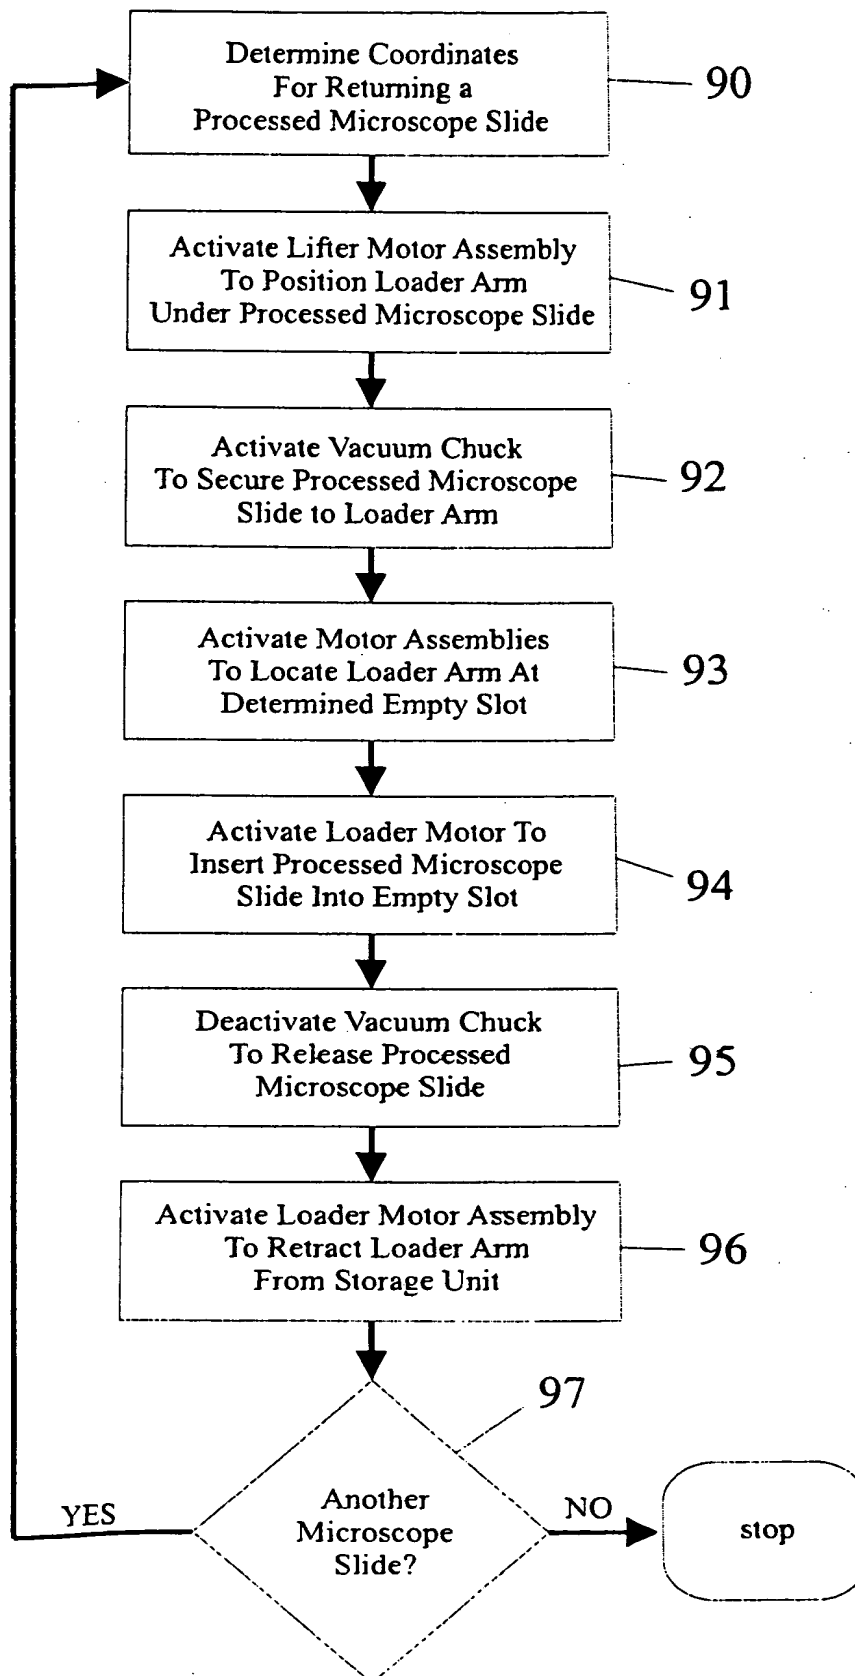 Determine Coordinates
For Returning a
Processed Microscope Slide
90
Activate Lifter Motor Assembly
To Position Loader Arm
Under Processed Microscope Slide
91
Activate Vacuum Chuck
To Secure Processed Microscope
Slide to Loader Arm
92
Activate Motor Assemblies
To Locate Loader Arm At
Determined Empty Slot
93
Activate Loader Motor To
Insert Processed Microscope
Slide Into Empty Slot
94
Deactivate Vacuum Chuck
To Release Processed
Microscope Slide
95
Activate Loader Motor Assembly
To Retract Loader Arm
From Storage Unit
96
97
YES
Another
Microscope
Slide?
NO
stop